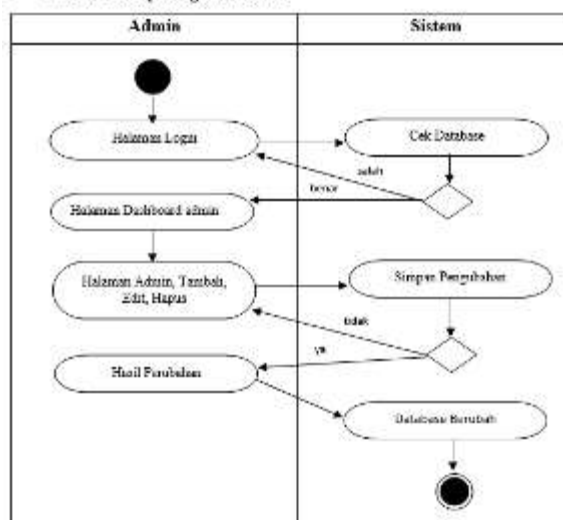 Admin
Sistem
Halaman Login
Cek Database
salah
benar
Halaman Dashboard admin
Halaman Admin, Tambah,
Edit, Hapus
Simpan Pengubahan
tidak
ya
Hasil Perubahan
Database Berubah